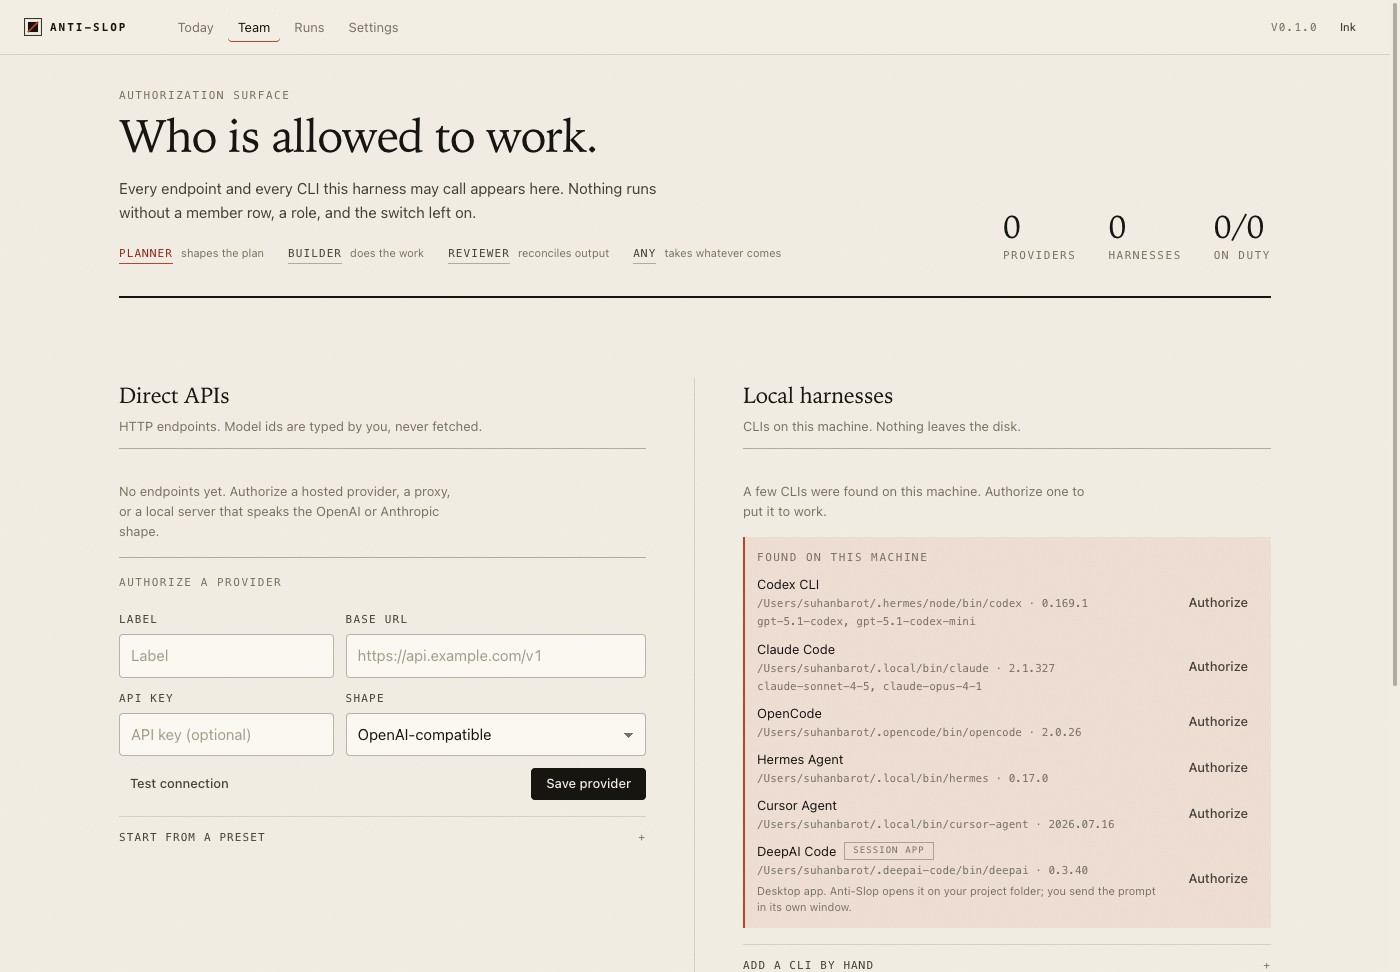 ANTI-SLOP
Today Team Runs Settings
V0.1.0 Ink
AUTHORIZATION SURFACE
Who is allowed to work.
Every endpoint and every CLI this harness may call appears here. Nothing runs
without a member row, a role, and the switch left on.
PLANNER shapes the plan BUILDER does the work REVIEWER reconciles output ANY takes whatever comes
0 PROVIDERS
0 HARNESSES
0/0 ON DUTY
Direct APIs
HTTP endpoints. Model ids are typed by you, never fetched.
No endpoints yet. Authorize a hosted provider, a proxy,
or a local server that speaks the OpenAI or Anthropic
shape.
AUTHORIZE A PROVIDER
LABEL BASE URL
Label https://api.example.com/v1
API KEY SHAPE
API key (optional) OpenAI-compatible
Test connection Save provider
START FROM A PRESET +
Local harnesses
CLIs on this machine. Nothing leaves the disk.
A few CLIs were found on this machine. Authorize one to
put it to work.
FOUND ON THIS MACHINE
Codex CLI
/Users/suhanbarot/.hermes/node/bin/codex · 0.169.1
gpt-5.1-codex, gpt-5.1-codex-mini
Authorize
Claude Code
/Users/suhanbarot/.local/bin/claude · 2.1.327
claude-sonnet-4-5, claude-opus-4-1
Authorize
OpenCode
/Users/suhanbarot/.opencode/bin/opencode · 2.0.26
Authorize
Hermes Agent
/Users/suhanbarot/.local/bin/hermes · 0.17.0
Authorize
Cursor Agent
/Users/suhanbarot/.local/bin/cursor-agent · 2026.07.16
Authorize
DeepAI Code SESSION APP
/Users/suhanbarot/.deepai-code/bin/deepai · 0.3.40
Desktop app. Anti-Slop opens it on your project folder; you send the prompt
in its own window.
Authorize
ADD A CLI BY HAND +